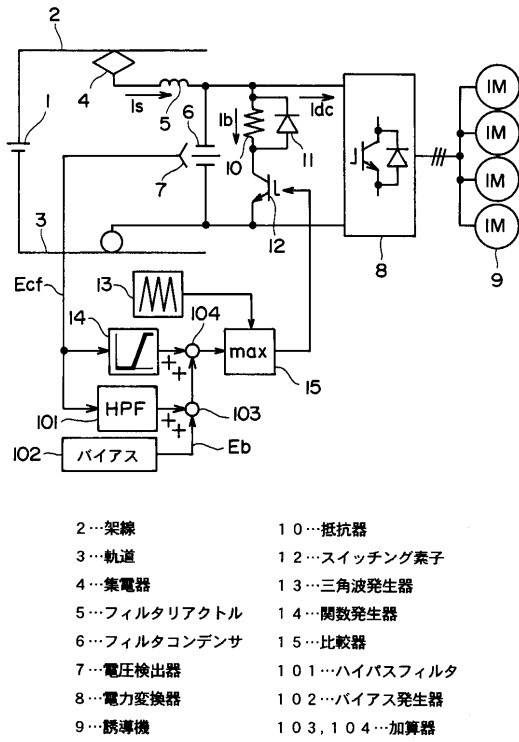 2
1
4
Is
5
6
Ib
10
Idc
11
12
7
8
IM
IM
IM
IM
9
3
Ecf
13
14
104
max
15
101
HPF
103
102
バイアス
Eb
2…架線
3…軌道
4…集電器
5…フィルタリアクトル
6…フィルタコンデンサ
7…電圧検出器
8…電力変換器
9…誘導機
10…抵抗器
12…スイッチング素子
13…三角波発生器
14…関数発生器
15…比較器
101…ハイパスフィルタ
102…バイアス発生器
103,104…加算器